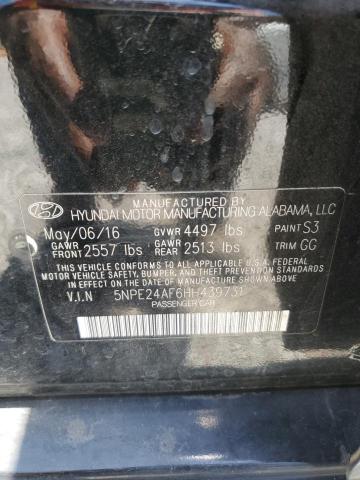 MANUFACTURED BY
HYUNDAI MOTOR MANUFACTURING ALABAMA, LLC
May/06/16 GVWR 4497 lbs PAINT S3
GAWR FRONT 2557 lbs GAWR REAR 2513 lbs TRIM GG
THIS VEHICLE CONFORMS TO ALL APPLICABLE U.S.A. FEDERAL
MOTOR VEHICLE SAFETY, BUMPER, AND THEFT PREVENTION
STANDARDS IN EFFECT ON THE DATE OF MANUFACTURE SHOWN ABOVE.
V.I.N 5NPE24AF6HH439731
PASSENGER CAR